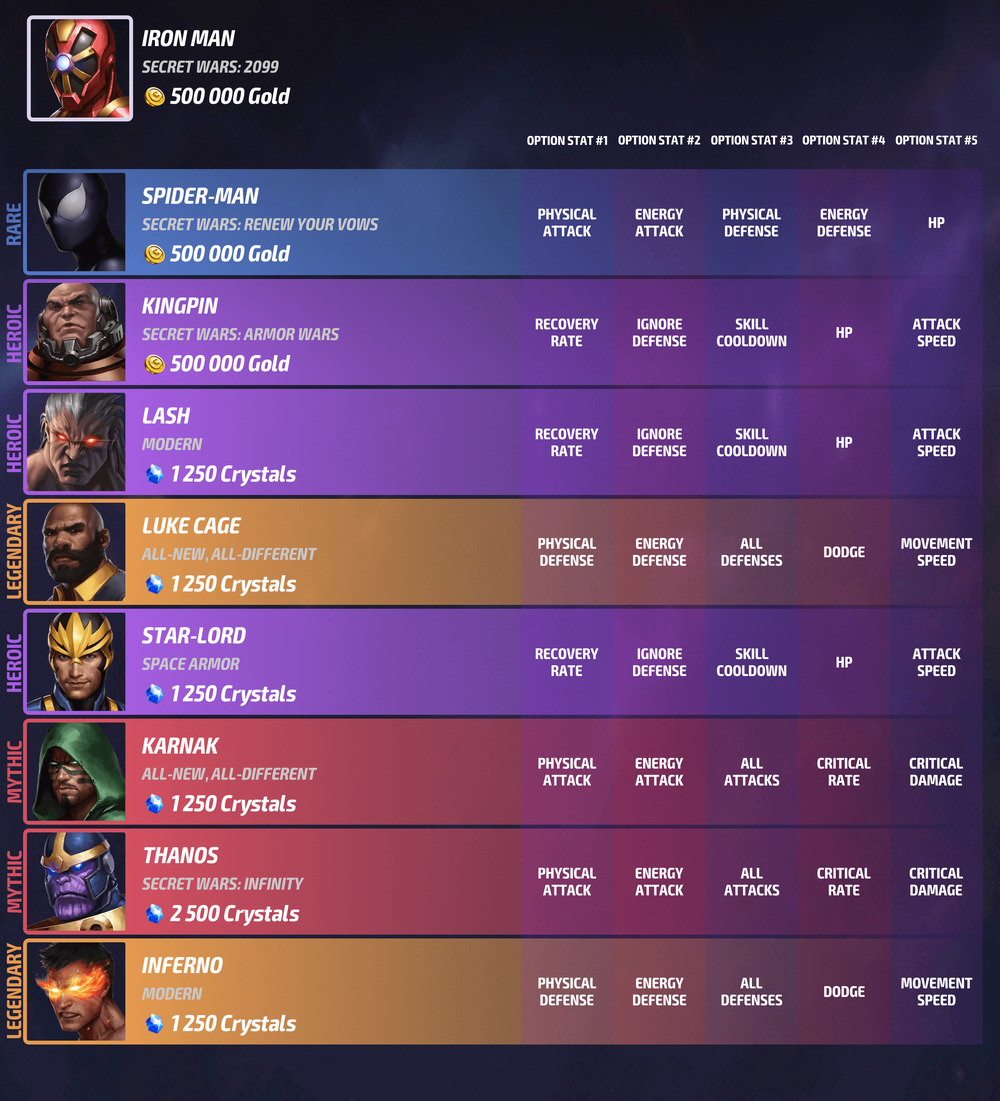 IRON MAN
SECRET WARS: 2099
500 000 Gold
OPTION STAT #1 OPTION STAT #2 OPTION STAT #3 OPTION STAT #4 OPTION STAT #5
RARE
SPIDER-MAN
SECRET WARS: RENEW YOUR VOWS
500 000 Gold
PHYSICAL ATTACK
ENERGY ATTACK
PHYSICAL DEFENSE
ENERGY DEFENSE
HP
HEROIC
KINGPIN
SECRET WARS: ARMOR WARS
500 000 Gold
RECOVERY RATE
IGNORE DEFENSE
SKILL COOLDOWN
HP
ATTACK SPEED
HEROIC
LASH
MODERN
1 250 Crystals
RECOVERY RATE
IGNORE DEFENSE
SKILL COOLDOWN
HP
ATTACK SPEED
LEGENDARY
LUKE CAGE
ALL-NEW, ALL-DIFFERENT
1 250 Crystals
PHYSICAL DEFENSE
ENERGY DEFENSE
ALL DEFENSES
DODGE
MOVEMENT SPEED
HEROIC
STAR-LORD
SPACE ARMOR
1 250 Crystals
RECOVERY RATE
IGNORE DEFENSE
SKILL COOLDOWN
HP
ATTACK SPEED
MYTHIC
KARNAK
ALL-NEW, ALL-DIFFERENT
1 250 Crystals
PHYSICAL ATTACK
ENERGY ATTACK
ALL ATTACKS
CRITICAL RATE
CRITICAL DAMAGE
MYTHIC
THANOS
SECRET WARS: INFINITY
2 500 Crystals
PHYSICAL ATTACK
ENERGY ATTACK
ALL ATTACKS
CRITICAL RATE
CRITICAL DAMAGE
LEGENDARY
INFERNO
MODERN
1 250 Crystals
PHYSICAL DEFENSE
ENERGY DEFENSE
ALL DEFENSES
DODGE
MOVEMENT SPEED